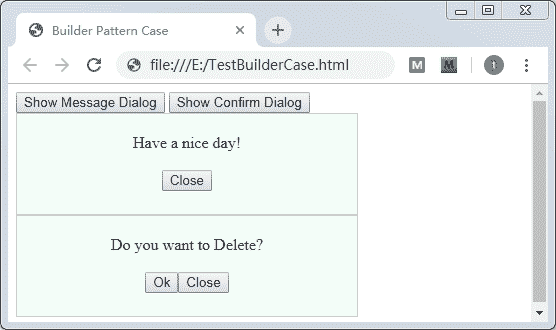 Builder Pattern Case
file:///E:/TestBuilderCase.html
M M 1
Show Message Dialog Show Confirm Dialog
Have a nice day!
Close
Do you want to Delete?
Ok Close